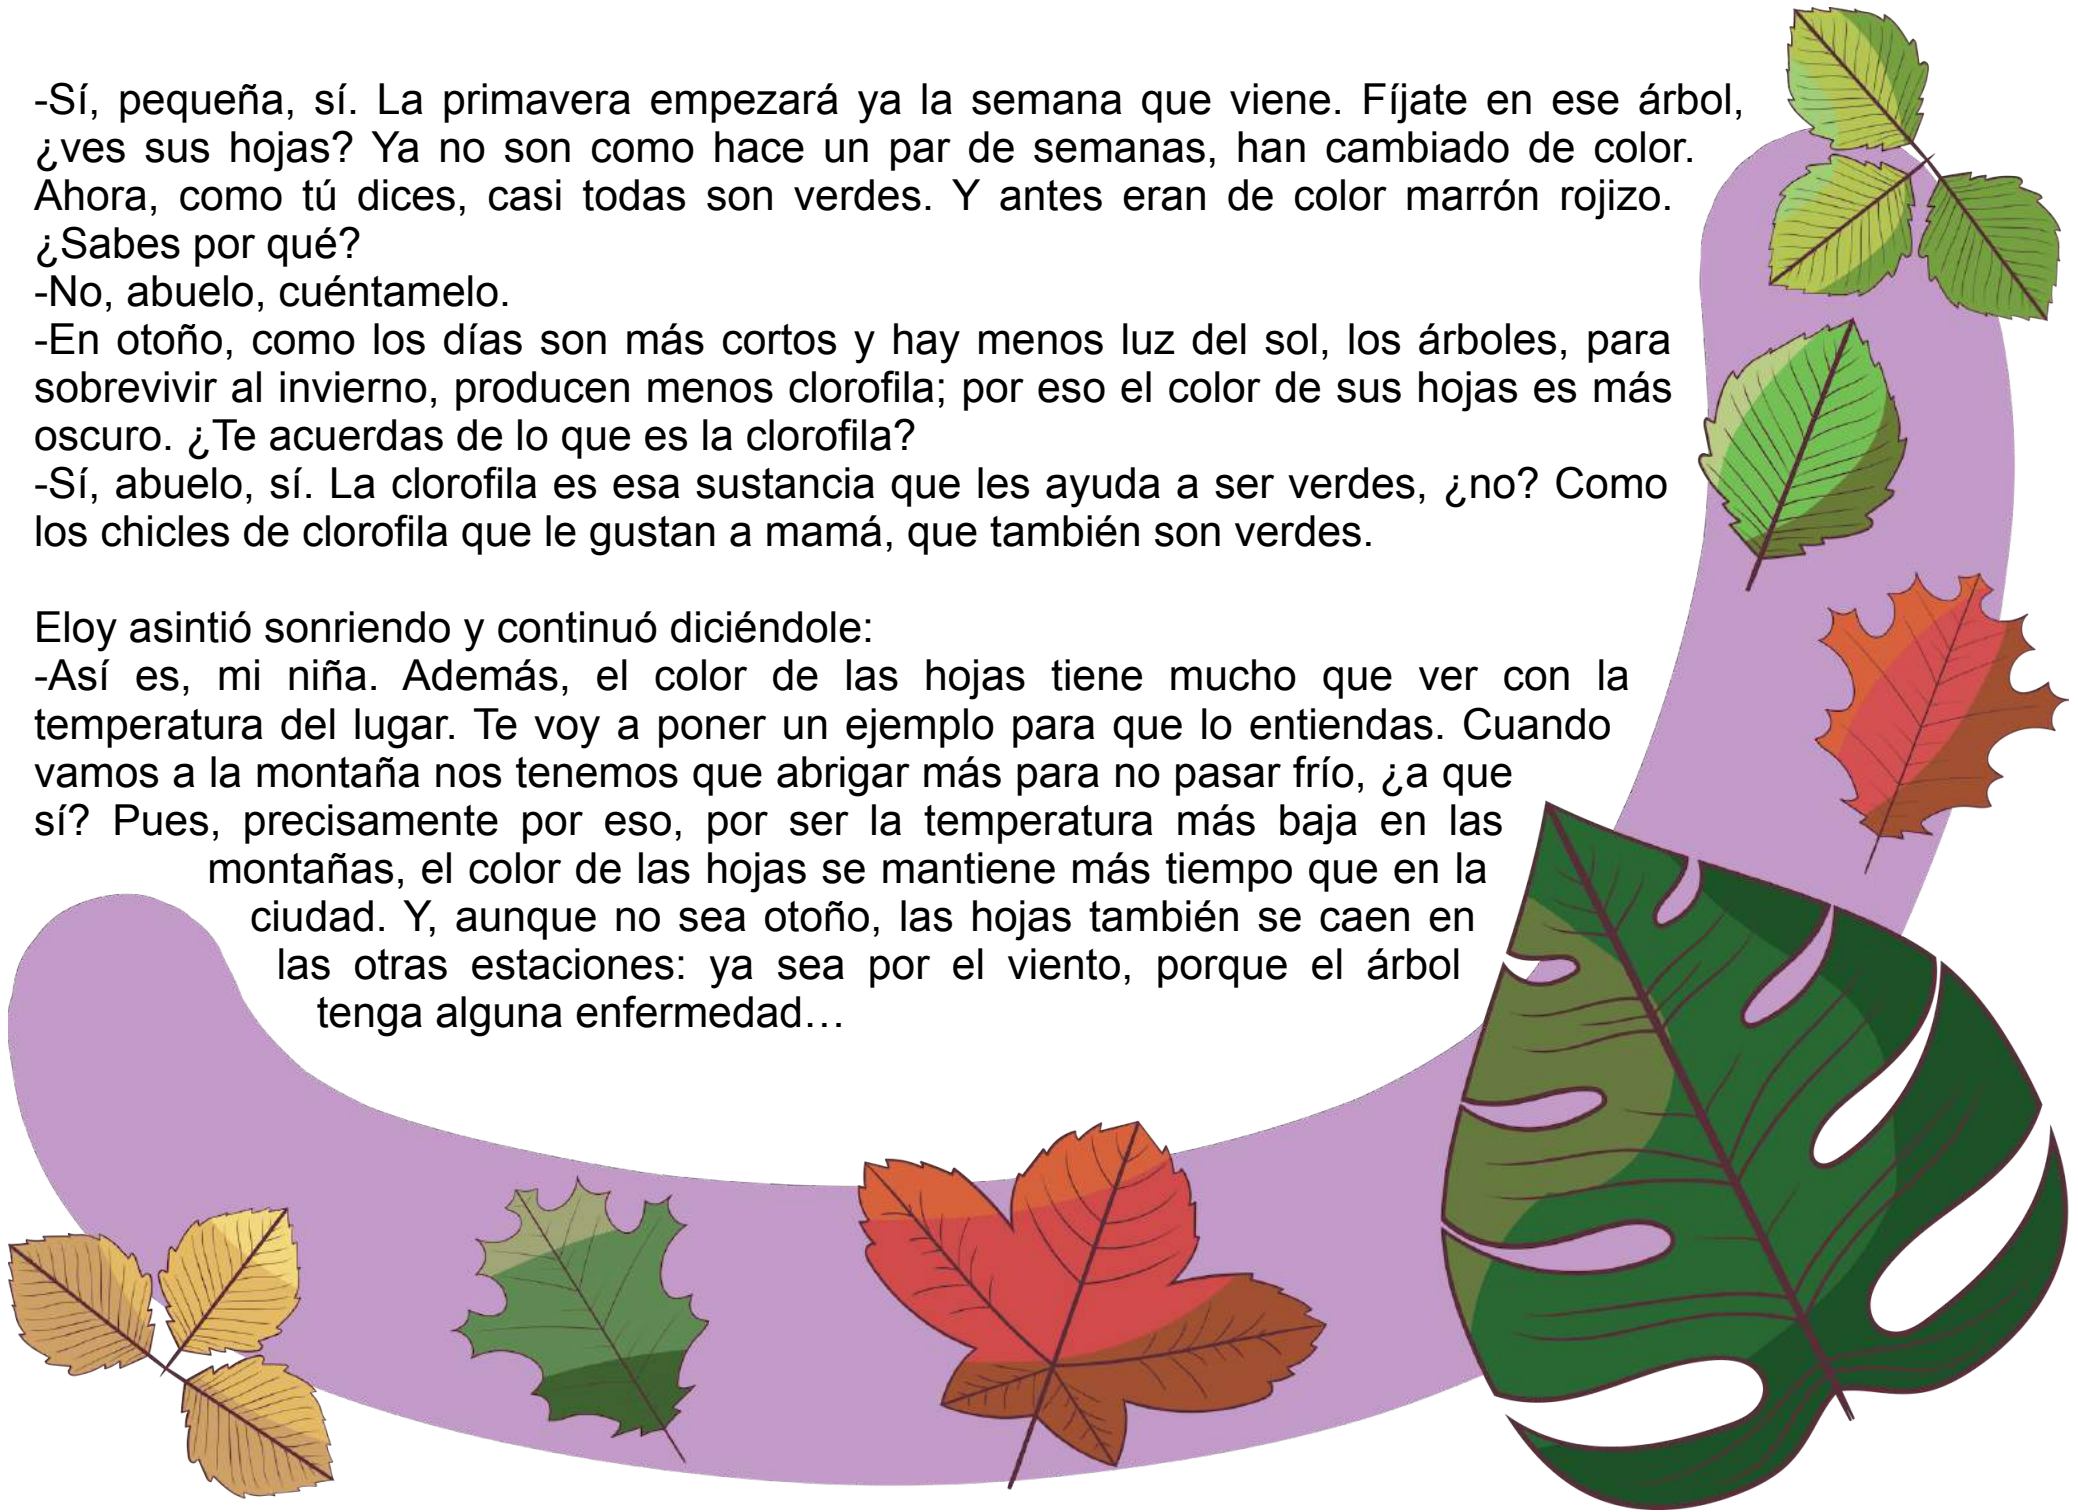 -Sí, pequeña, sí. La primavera empezará ya la semana que viene. Fíjate en ese árbol,
¿ves sus hojas? Ya no son como hace un par de semanas, han cambiado de color.
Ahora, como tú dices, casi todas son verdes. Y antes eran de color marrón rojizo.
¿Sabes por qué?
-No, abuelo, cuéntamelo.
-En otoño, como los días son más cortos y hay menos luz del sol, los árboles, para
sobrevivir al invierno, producen menos clorofila; por eso el color de sus hojas es más
oscuro. ¿Te acuerdas de lo que es la clorofila?
-Sí, abuelo, sí. La clorofila es esa sustancia que les ayuda a ser verdes, ¿no? Como
los chicles de clorofila que le gustan a mamá, que también son verdes.
Eloy asintió sonriendo y continuó diciéndole:
-Así es, mi niña. Además, el color de las hojas tiene mucho que ver con la
temperatura del lugar. Te voy a poner un ejemplo para que lo entiendas. Cuando
vamos a la montaña nos tenemos que abrigar más para no pasar frío, ¿a que
sí? Pues, precisamente por eso, por ser la temperatura más baja en las
montañas, el color de las hojas se mantiene más tiempo que en la
ciudad. Y, aunque no sea otoño, las hojas también se caen en
las otras estaciones: ya sea por el viento, porque el árbol
tenga alguna enfermedad…